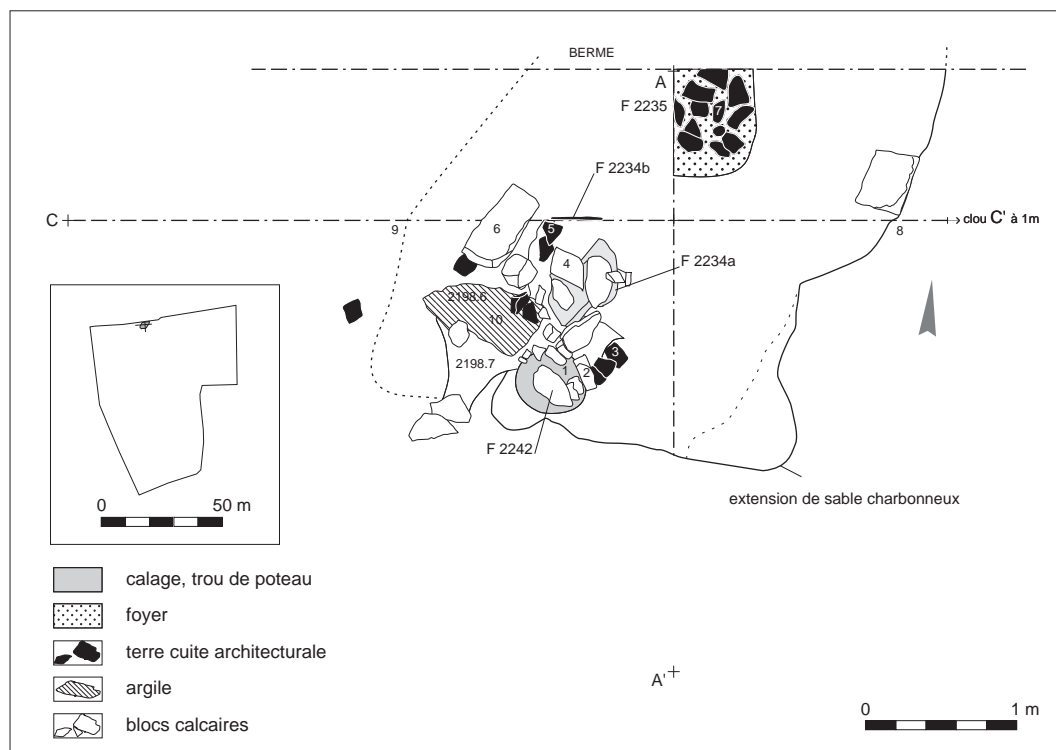 BERME
A
F 2235
7
F 2234b
C
clou C' à 1m
9
6
5
8
4
F 2234a
2198.6
10
3
2198.7
1
2
F 2242
0
50 m
extension de sable charbonneux
calage, trou de poteau
foyer
terre cuite architecturale
argile
blocs calcaires
A'
0
1 m